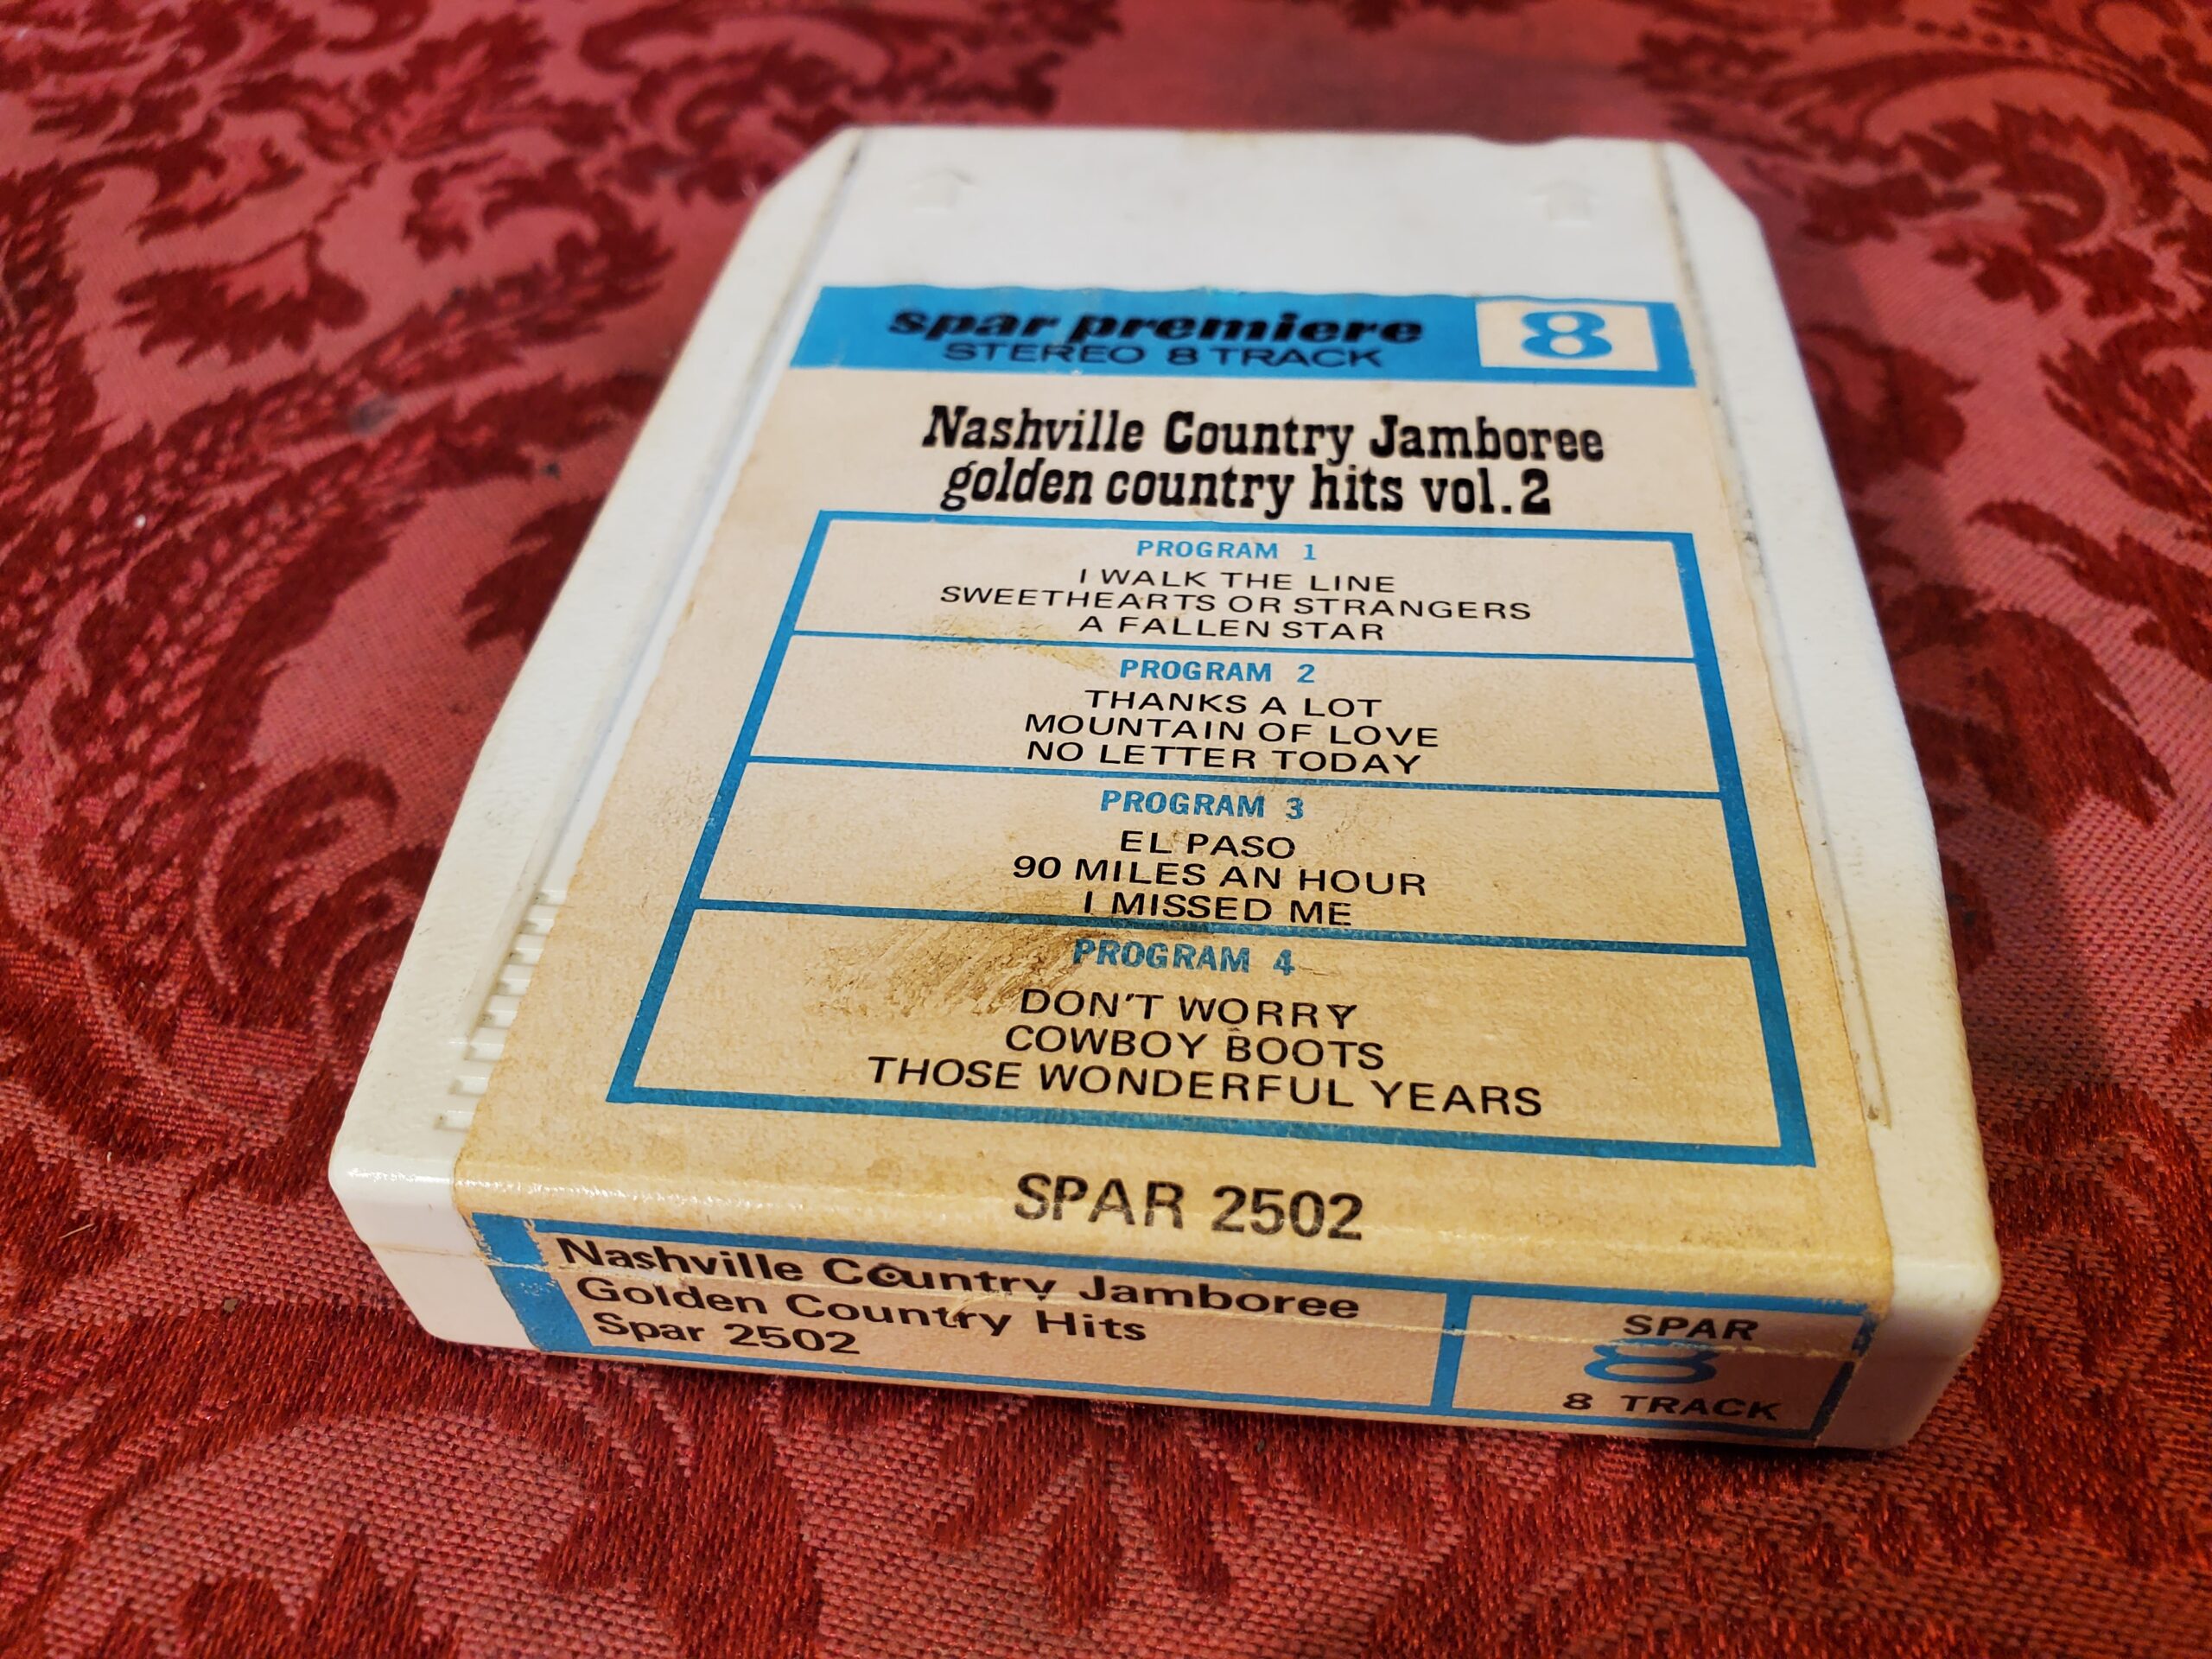 spar premiere
STEREO 8 TRACK
8
Nashville Country Jamboree
golden country hits vol. 2
PROGRAM 1
I WALK THE LINE
SWEETHEARTS OR STRANGERS
A FALLEN STAR
PROGRAM 2
THANKS A LOT
MOUNTAIN OF LOVE
NO LETTER TODAY
PROGRAM 3
EL PASO
90 MILES AN HOUR
I MISSED ME
PROGRAM 4
DON'T WORRY
COWBOY BOOTS
THOSE WONDERFUL YEARS
SPAR 2502
Nashville Country Jamboree
Golden Country Hits
Spar 2502
SPAR
8
8 TRACK